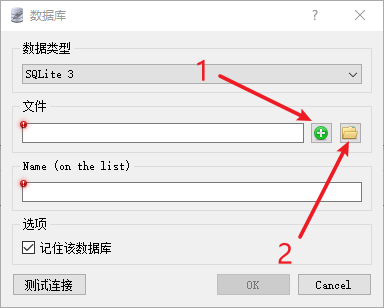 数据库
数据类型
SQLite 3
1
文件
Name (on the list)
选项
记住该数据库
2
测试连接
OK
Cancel